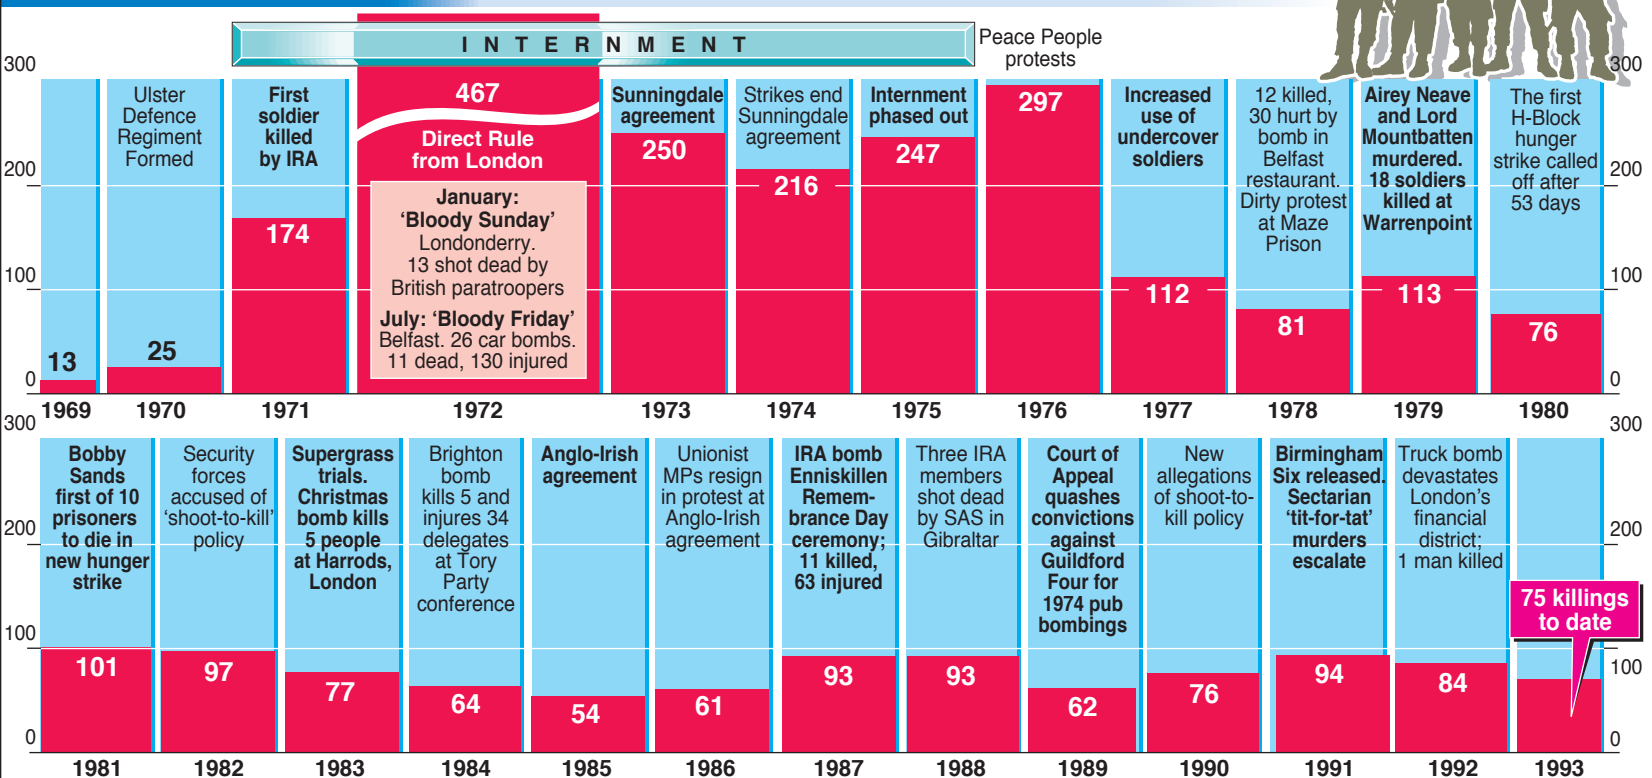 INTERNMENT
Peace People
protests
300
300
200
200
100
100
0
0
Ulster
Defence
Regiment
Formed
First
soldier
killed
by IRA
467
Direct Rule
from London
January:
‘Bloody Sunday’
Londonderry.
13 shot dead by
British paratroopers
July: ‘Bloody Friday’
Belfast. 26 car bombs.
11 dead, 130 injured
Sunningdale
agreement
250
Strikes end
Sunningdale
agreement
216
Internment
phased out
247
297
Increased
use of
undercover
soldiers
112
12 killed,
30 hurt by
bomb in
Belfast
restaurant.
Dirty protest
at Maze
Prison
81
Airey Neave
and Lord
Mountbatten
murdered.
18 soldiers
killed at
Warrenpoint
113
The first
H-Block
hunger
strike called
off after
53 days
76
13
25
174
1969
1970
1971
1972
1973
1974
1975
1976
1977
1978
1979
1980
300
300
200
200
100
100
0
0
Bobby
Sands
first of 10
prisoners
to die in
new hunger
strike
101
Security
forces
accused of
‘shoot-to-kill’
policy
97
Supergrass
trials.
Christmas
bomb kills
5 people
at Harrods,
London
77
Brighton
bomb
kills 5 and
injures 34
delegates
at Tory
Party
conference
64
Anglo-Irish
agreement
54
Unionist
MPs resign
in protest at
Anglo-Irish
agreement
61
IRA bomb
Enniskillen
Remem-
brance Day
ceremony;
11 killed,
63 injured
93
Three IRA
members
shot dead
by SAS in
Gibraltar
93
Court of
Appeal
quashes
convictions
against
Guildford
Four for
1974 pub
bombings
62
New
allegations
of shoot-to-
kill policy
76
Birmingham
Six released.
Sectarian
‘tit-for-tat’
murders
escalate
94
Truck bomb
devastates
London’s
financial
district;
1 man killed
84
75 killings
to date
1981
1982
1983
1984
1985
1986
1987
1988
1989
1990
1991
1992
1993